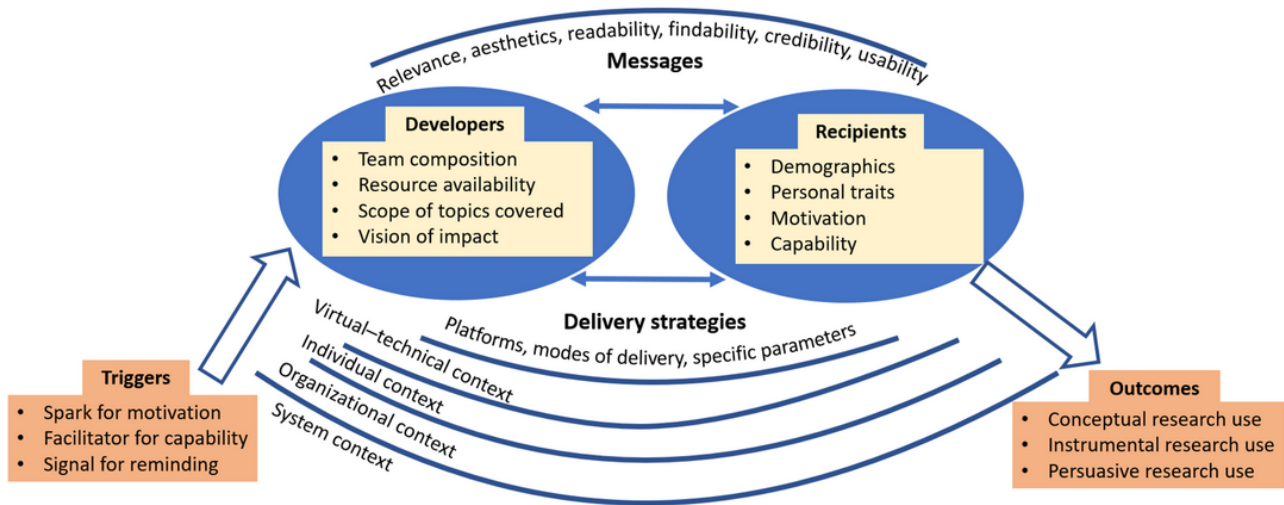 Relevance, aesthetics, readability, findability, credibility, usability
Messages
Developers
• Team composition
• Resource availability
• Scope of topics covered
• Vision of impact
Recipients
• Demographics
• Personal traits
• Motivation
• Capability
Delivery strategies
Platforms, modes of delivery, specific parameters
Virtual–technical context
Individual context
Organizational context
System context
Triggers
• Spark for motivation
• Facilitator for capability
• Signal for reminding
Outcomes
• Conceptual research use
• Instrumental research use
• Persuasive research use